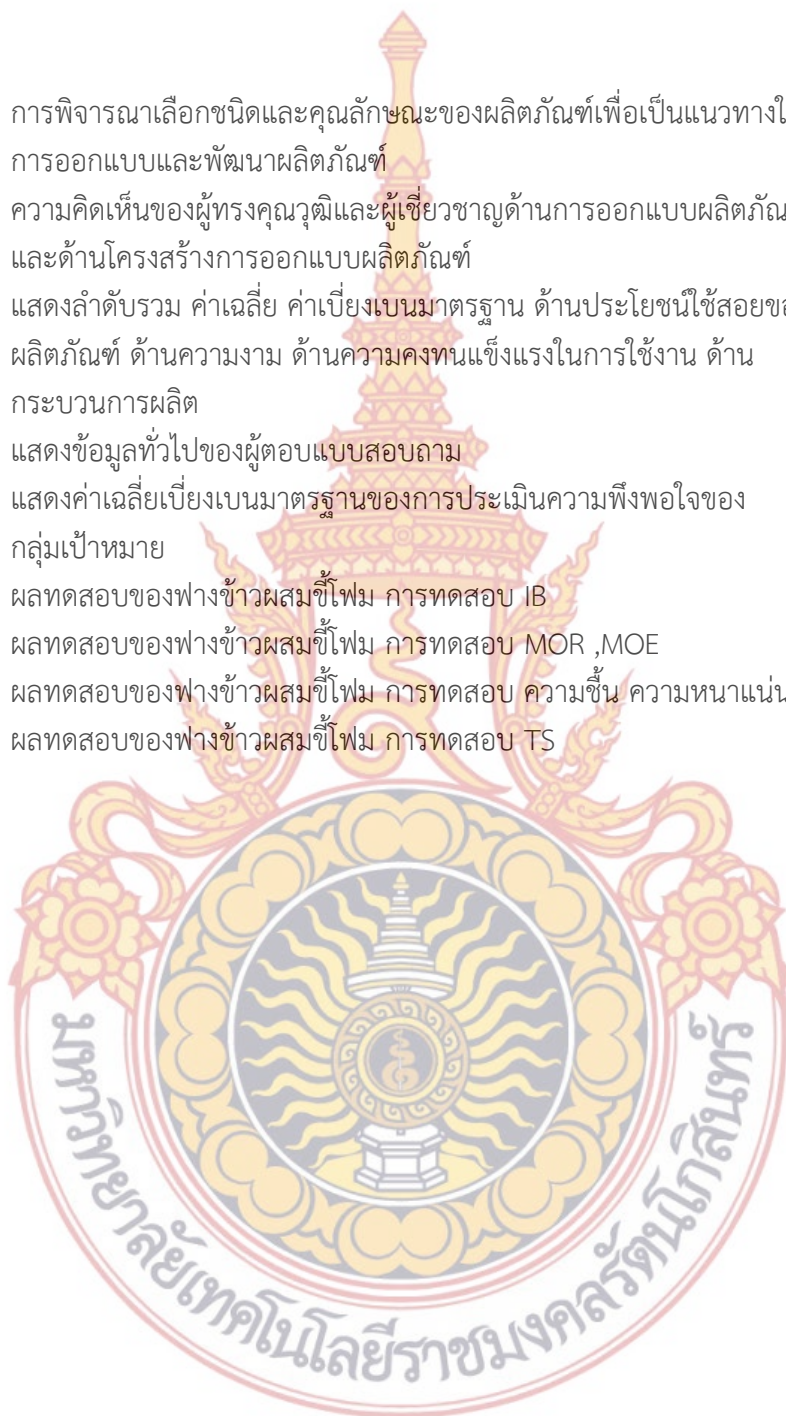 การพิจารณาเลือกชนิดและคุณลักษณะของผลิตภัณฑ์เพื่อเป็นแนวทางใ
การออกแบบและพัฒนาผลิตภัณฑ์
ความคิดเห็นของผู้ทรงคุณวุฒิและผู้เชี่ยวชาญด้านการออกแบบผลิตภัณ
และด้านโครงสร้างการออกแบบผลิตภัณฑ์
แสดงลำดับรวม ค่าเฉลี่ย ค่าเบี่ยงเบนมาตรฐาน ด้านประโยชน์ใช้สอยขอ
ผลิตภัณฑ์ ด้านความงาม ด้านความคงทนแข็งแรงในการใช้งาน ด้าน
กระบวนการผลิต
แสดงข้อมูลทั่วไปของผู้ตอบแบบสอบถาม
แสดงค่าเฉลี่ยเบี่ยงเบนมาตรฐานของการประเมินความพึงพอใจของ
กลุ่มเป้าหมาย
ผลทดสอบของฟางข้าวผสมขี้โฟม การทดสอบ IB
ผลทดสอบของฟางข้าวผสมขี้โฟม การทดสอบ MOR ,MOE
ผลทดสอบของฟางข้าวผสมขี้โฟม การทดสอบ ความชื้น ความหนาแน่น
ผลทดสอบของฟางข้าวผสมขี้โฟม การทดสอบ TS
มหาวิทยาลัยเทคโนโลยีราชมงคลรัตนโกสินทร์